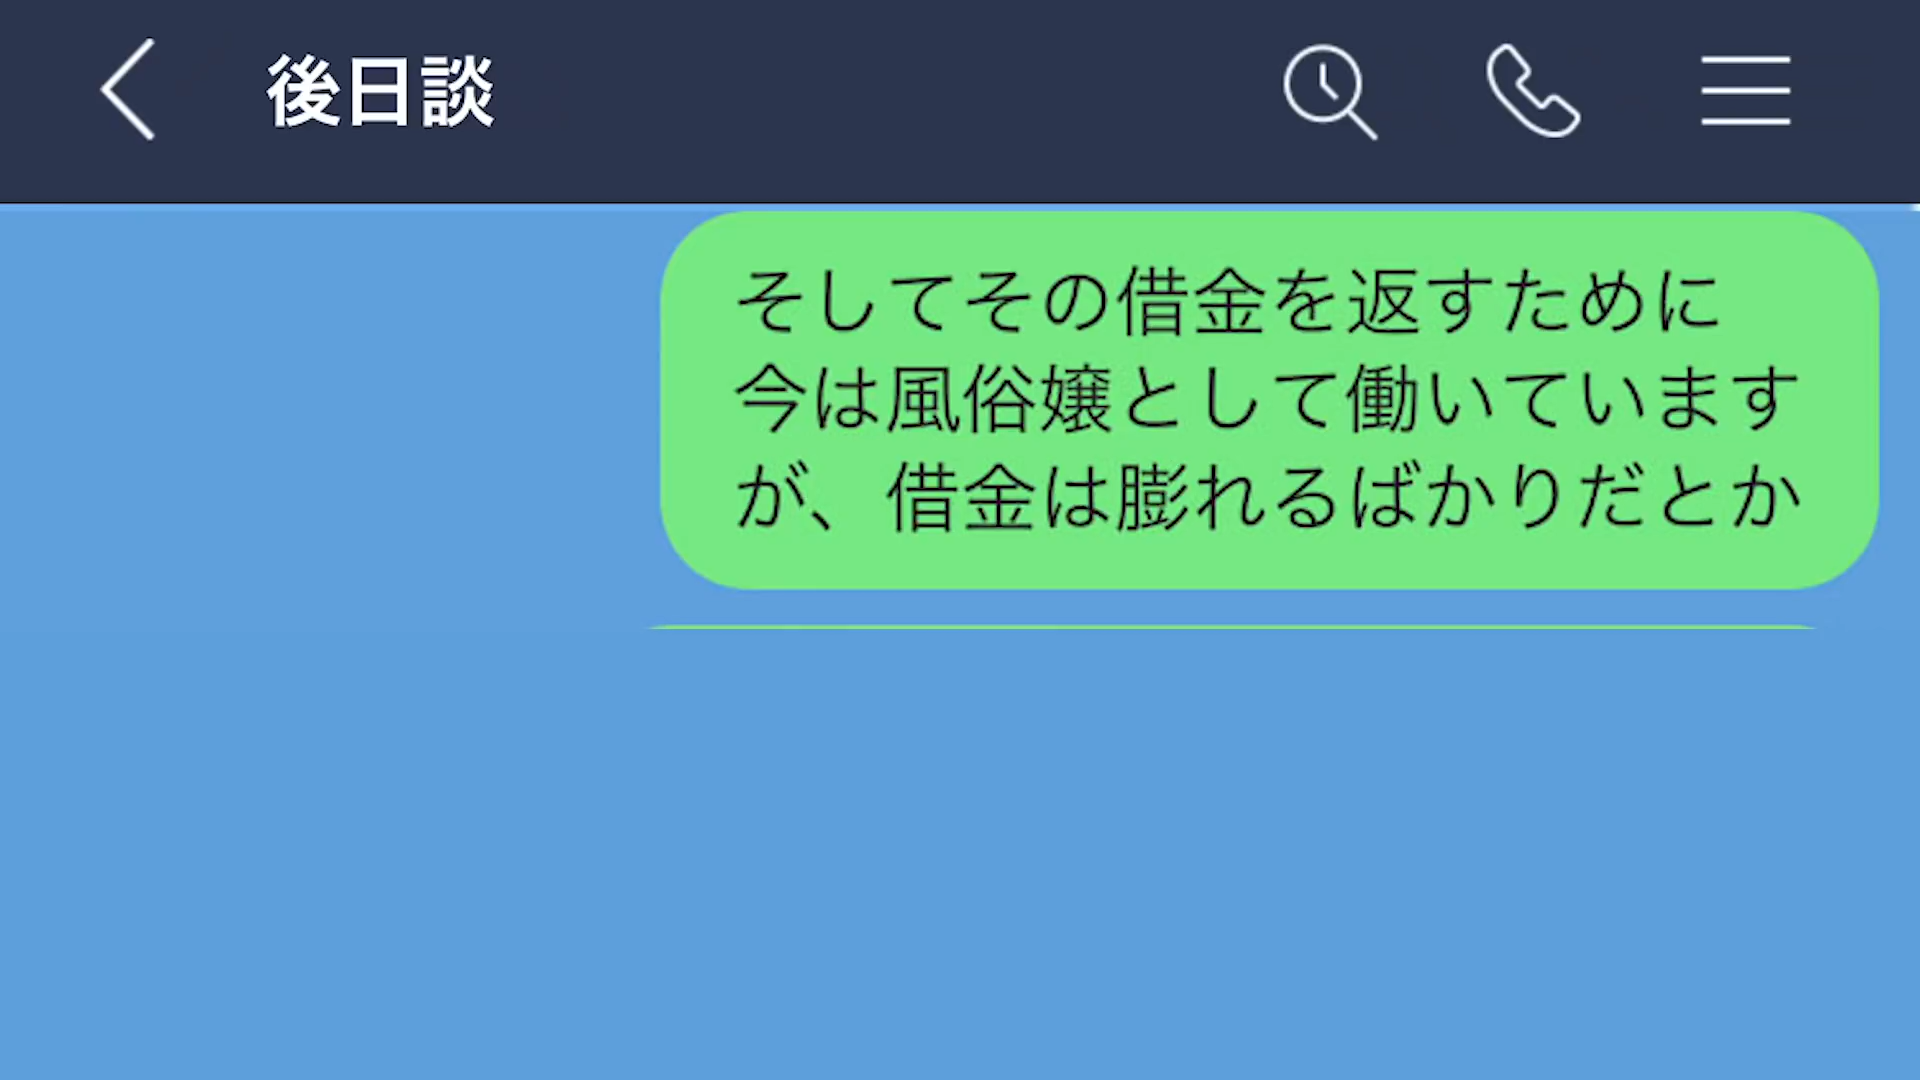 後日談
そしてその借金を返すために
今は風俗嬢として働いています
が、借金は膨れるばかりだとか